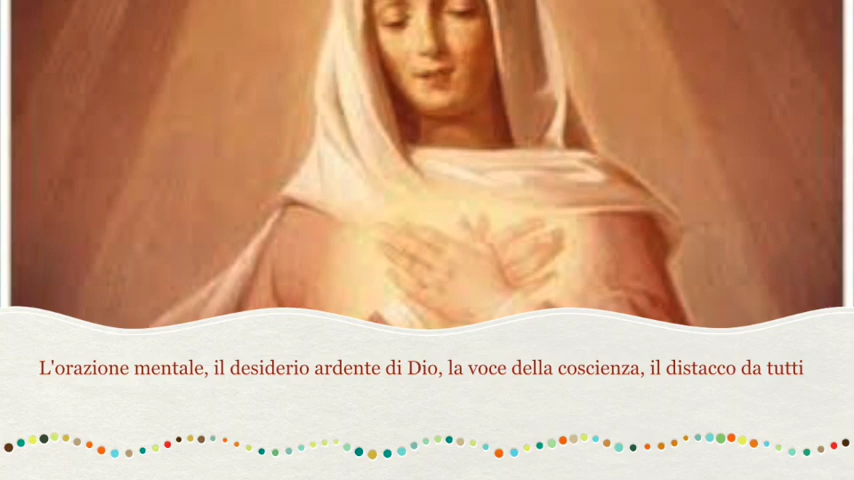 L'orazione mentale, il desiderio ardente di Dio, la voce della coscienza, il distacco da tutti